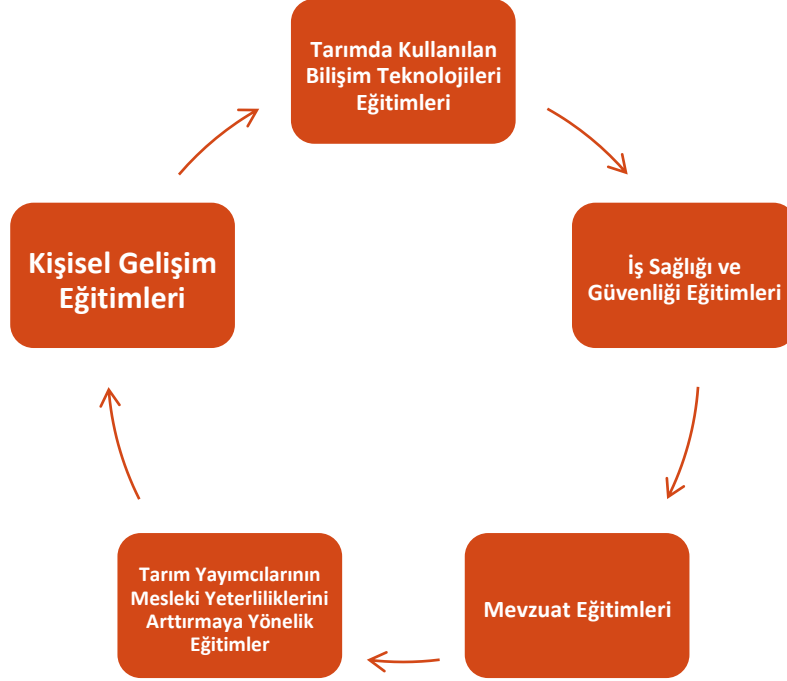 Tarımda Kullanılan
Bilişim Teknolojileri
Eğitimleri
İş Sağlığı ve
Güvenliği Eğitimleri
Mevzuat Eğitimleri
Tarım Yayımcılarının
Mesleki Yeterliliklerini
Arttırmaya Yönelik
Eğitimler
Kişisel Gelişim
Eğitimleri